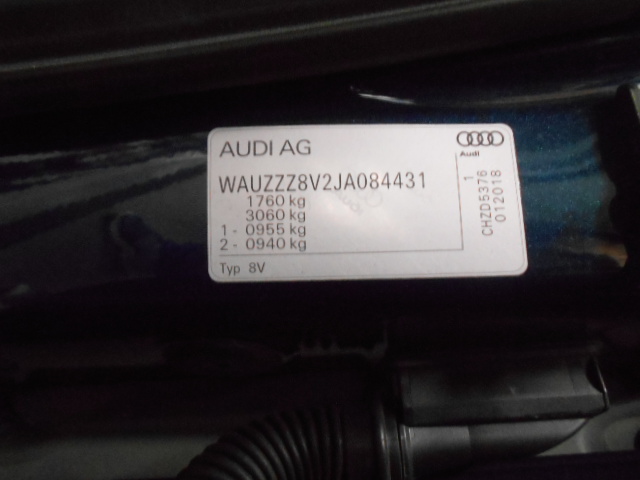 AUDI AG
Audi
WAUZZZ8V2JA084431
1760 kg
3060 kg
1 - 0955 kg
2 - 0940 kg
Typ 8V
1
CHZD5376
012018